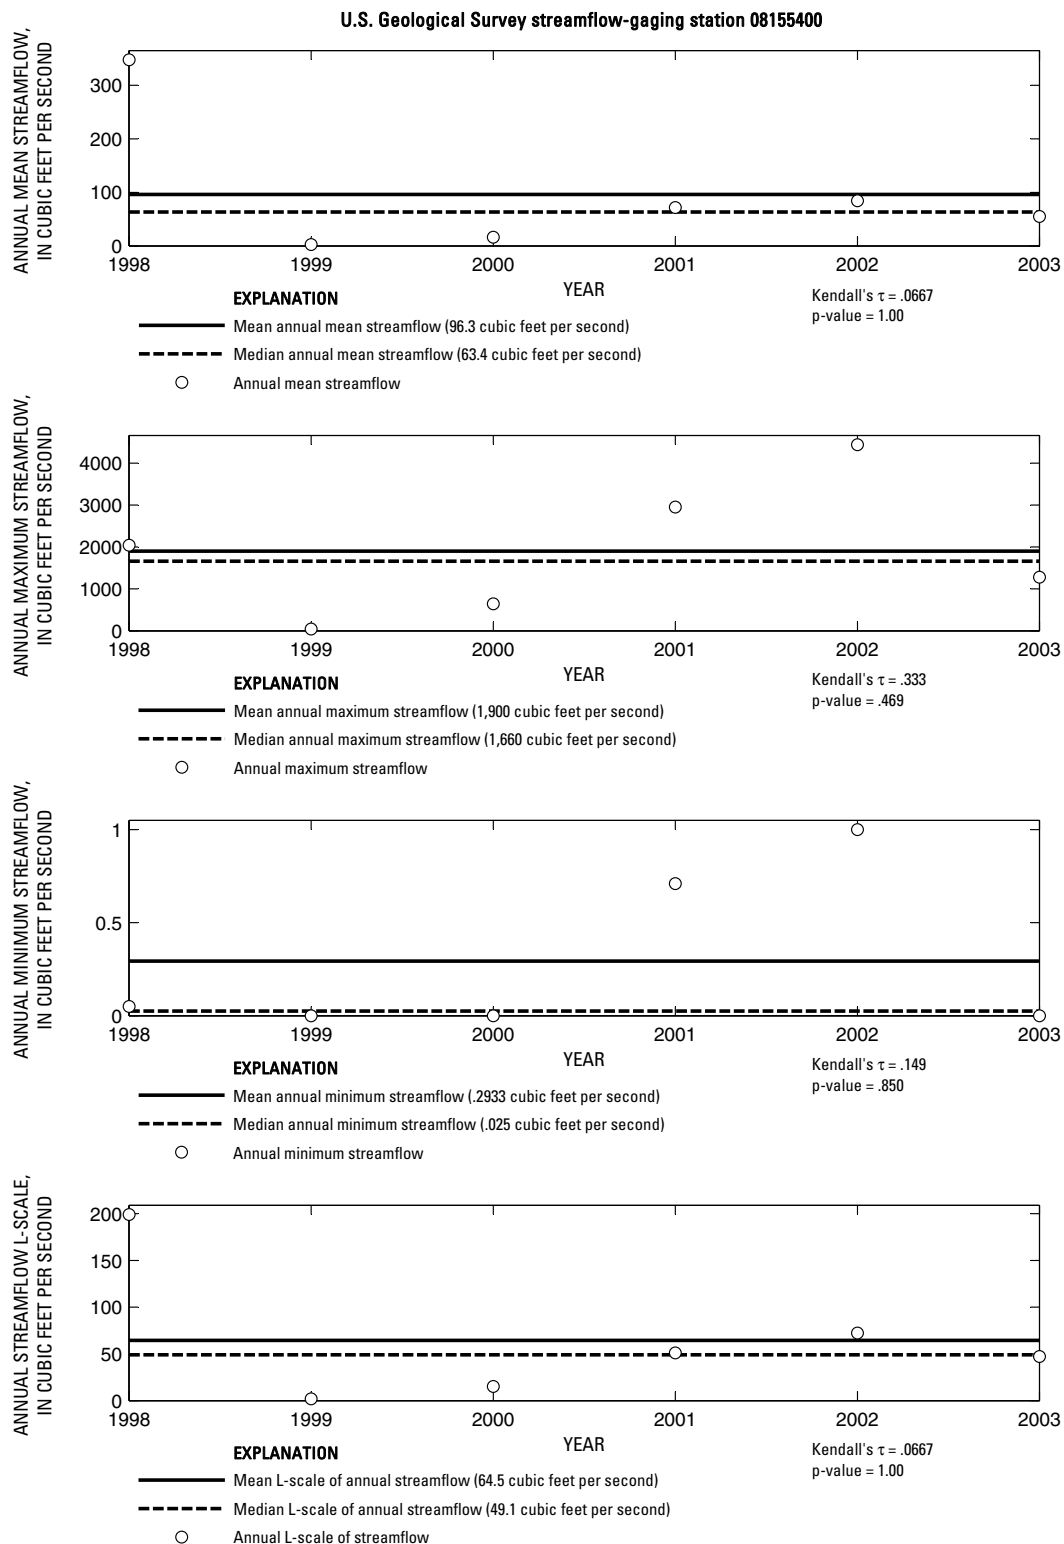 U.S. Geological Survey streamflow-gaging station 08155400
ANNUAL MEAN STREAMFLOW,
IN CUBIC FEET PER SECOND
300
200
100
0
1998 1999 2000 2001 2002 2003
YEAR
Kendall's τ = .0667
p-value = 1.00
EXPLANATION
Mean annual mean streamflow (96.3 cubic feet per second)
Median annual mean streamflow (63.4 cubic feet per second)
Annual mean streamflow
ANNUAL MAXIMUM STREAMFLOW,
IN CUBIC FEET PER SECOND
4000
3000
2000
1000
0
1998 1999 2000 2001 2002 2003
YEAR
Kendall's τ = .333
p-value = .469
EXPLANATION
Mean annual maximum streamflow (1,900 cubic feet per second)
Median annual maximum streamflow (1,660 cubic feet per second)
Annual maximum streamflow
ANNUAL MINIMUM STREAMFLOW,
IN CUBIC FEET PER SECOND
1
0.5
0
1998 1999 2000 2001 2002 2003
YEAR
Kendall's τ = .149
p-value = .850
EXPLANATION
Mean annual minimum streamflow (.2933 cubic feet per second)
Median annual minimum streamflow (.025 cubic feet per second)
Annual minimum streamflow
ANNUAL STREAMFLOW L-SCALE,
IN CUBIC FEET PER SECOND
200
150
100
50
0
1998 1999 2000 2001 2002 2003
YEAR
Kendall's τ = .0667
p-value = 1.00
EXPLANATION
Mean L-scale of annual streamflow (64.5 cubic feet per second)
Median L-scale of annual streamflow (49.1 cubic feet per second)
Annual L-scale of streamflow